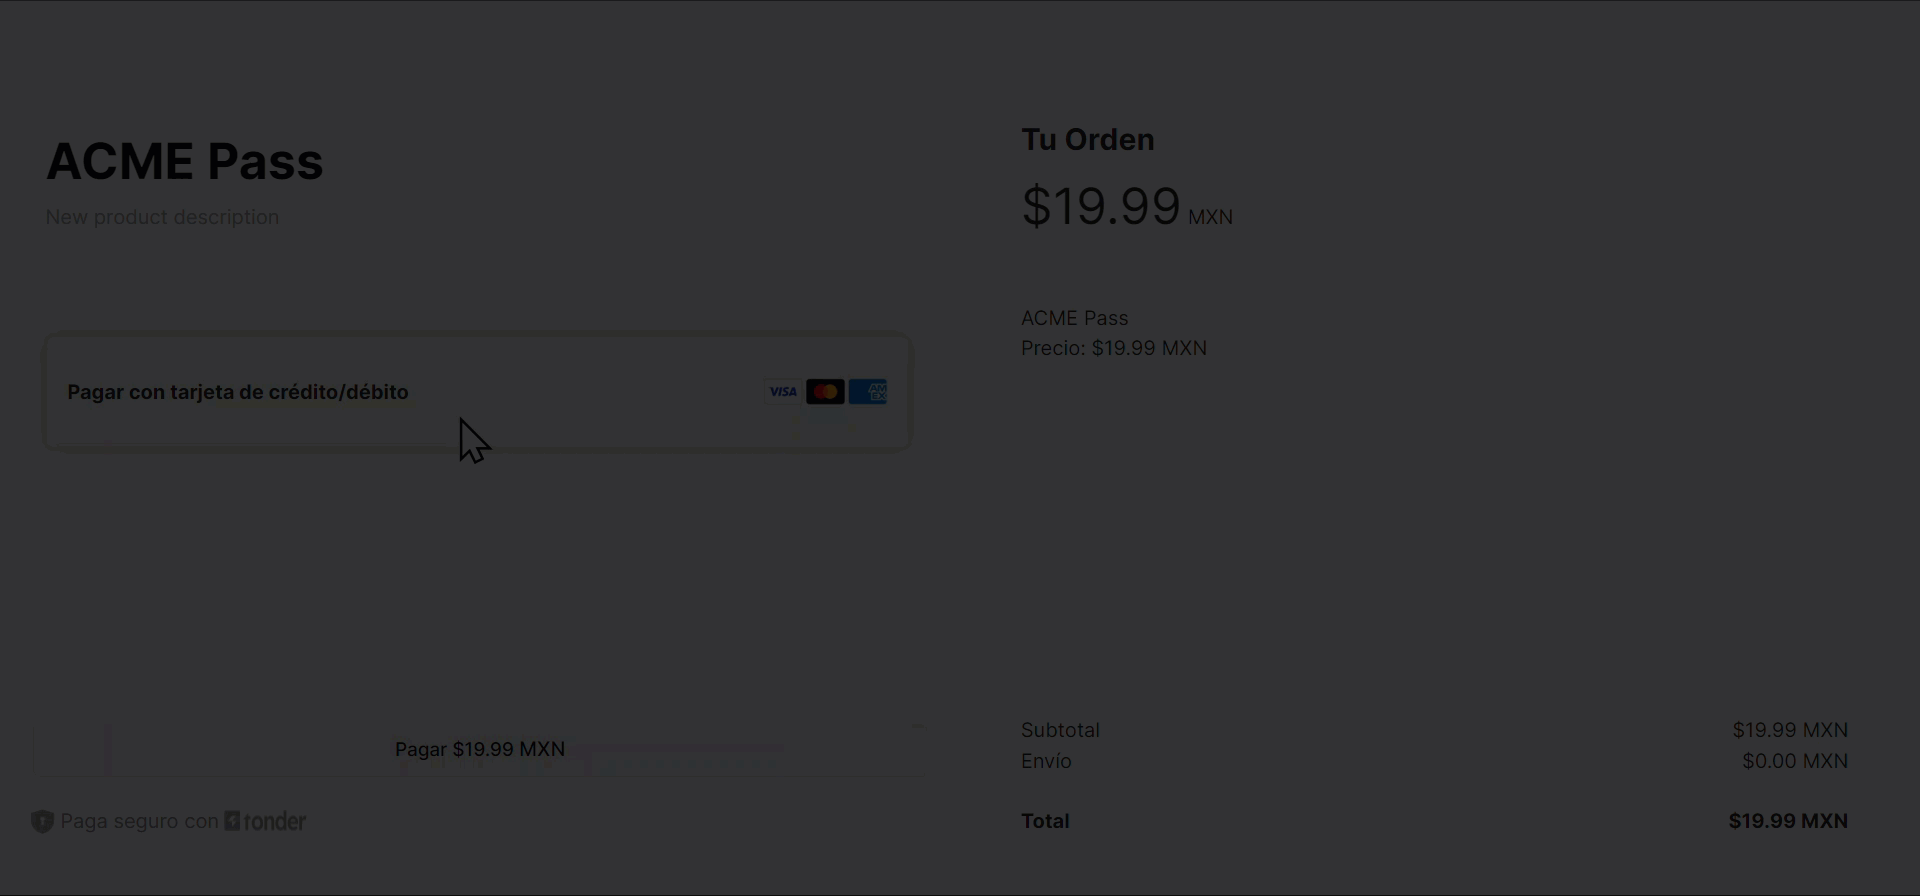 ACME Pass
New product description
Pagar con tarjeta de crédito/débito
VISA
AM
EX
Pagar $19.99 MXN
Paga seguro con tonder
Tu Orden
$19.99 MXN
ACME Pass
Precio: $19.99 MXN
Subtotal $19.99 MXN
Envío $0.00 MXN
Total $19.99 MXN